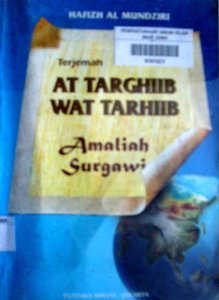 HAFIZH AL MUNDZIRI
Terjemah
AT TARGHIIB
WAT TARHIIB
Amaliah
Surgawi